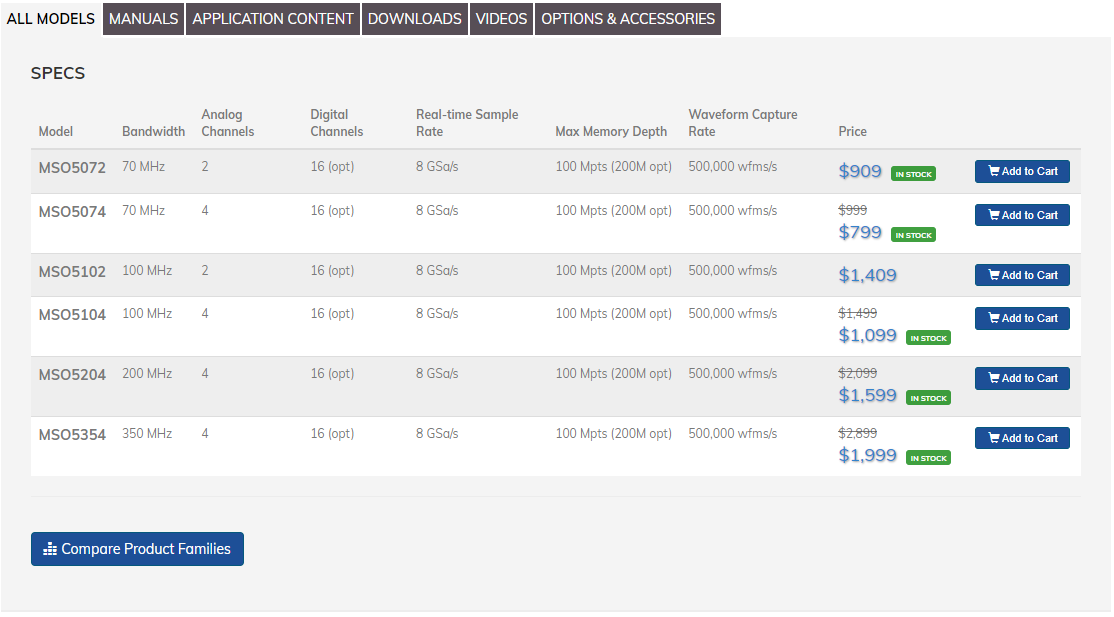 ALL MODELS MANUALS APPLICATION CONTENT DOWNLOADS VIDEOS OPTIONS & ACCESSORIES
SPECS
Model Bandwidth Analog Channels Digital Channels Real-time Sample Rate Max Memory Depth Waveform Capture Rate Price
MSO5072 70 MHz 2 16 (opt) 8 GSa/s 100 Mpts (200M opt) 500,000 wfms/s $909 IN STOCK Add to Cart
MSO5074 70 MHz 4 16 (opt) 8 GSa/s 100 Mpts (200M opt) 500,000 wfms/s $999 Add to Cart
$799 IN STOCK
MSO5102 100 MHz 2 16 (opt) 8 GSa/s 100 Mpts (200M opt) 500,000 wfms/s $1,409 Add to Cart
MSO5104 100 MHz 4 16 (opt) 8 GSa/s 100 Mpts (200M opt) 500,000 wfms/s $1,499 Add to Cart
$1,099 IN STOCK
MSO5204 200 MHz 4 16 (opt) 8 GSa/s 100 Mpts (200M opt) 500,000 wfms/s $2,099 Add to Cart
$1,599 IN STOCK
MSO5354 350 MHz 4 16 (opt) 8 GSa/s 100 Mpts (200M opt) 500,000 wfms/s $2,899 Add to Cart
$1,999 IN STOCK
Compare Product Families